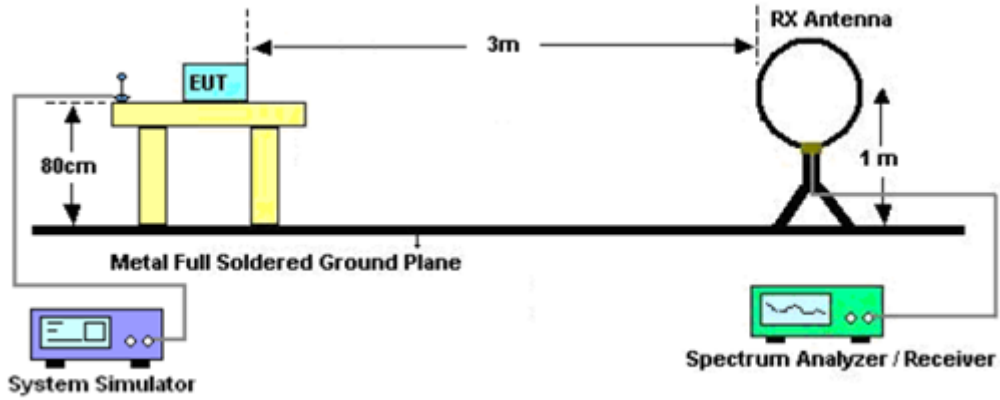 RX Antenna
3m
EUT
80cm
1 m
Metal Full Soldered Ground Plane
System Simulator
Spectrum Analyzer / Receiver